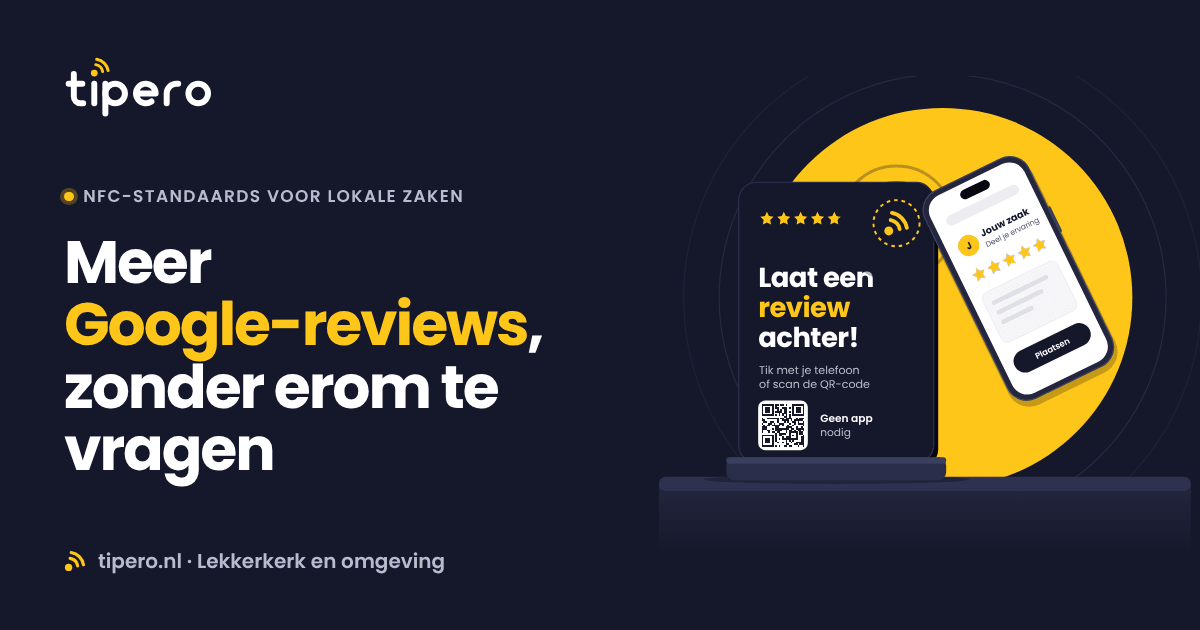 tipero
NFC-STANDAARDS VOOR LOKALE ZAKEN
Meer
Google-reviews,
zonder erom te
vragen
tipero.nl · Lekkerkerk en omgeving
Laat een
review
achter!
Tik met je telefoon
of scan de QR-code
Geen app
nodig
J
Jouw zaak
Deel je ervaring
Plaatsen